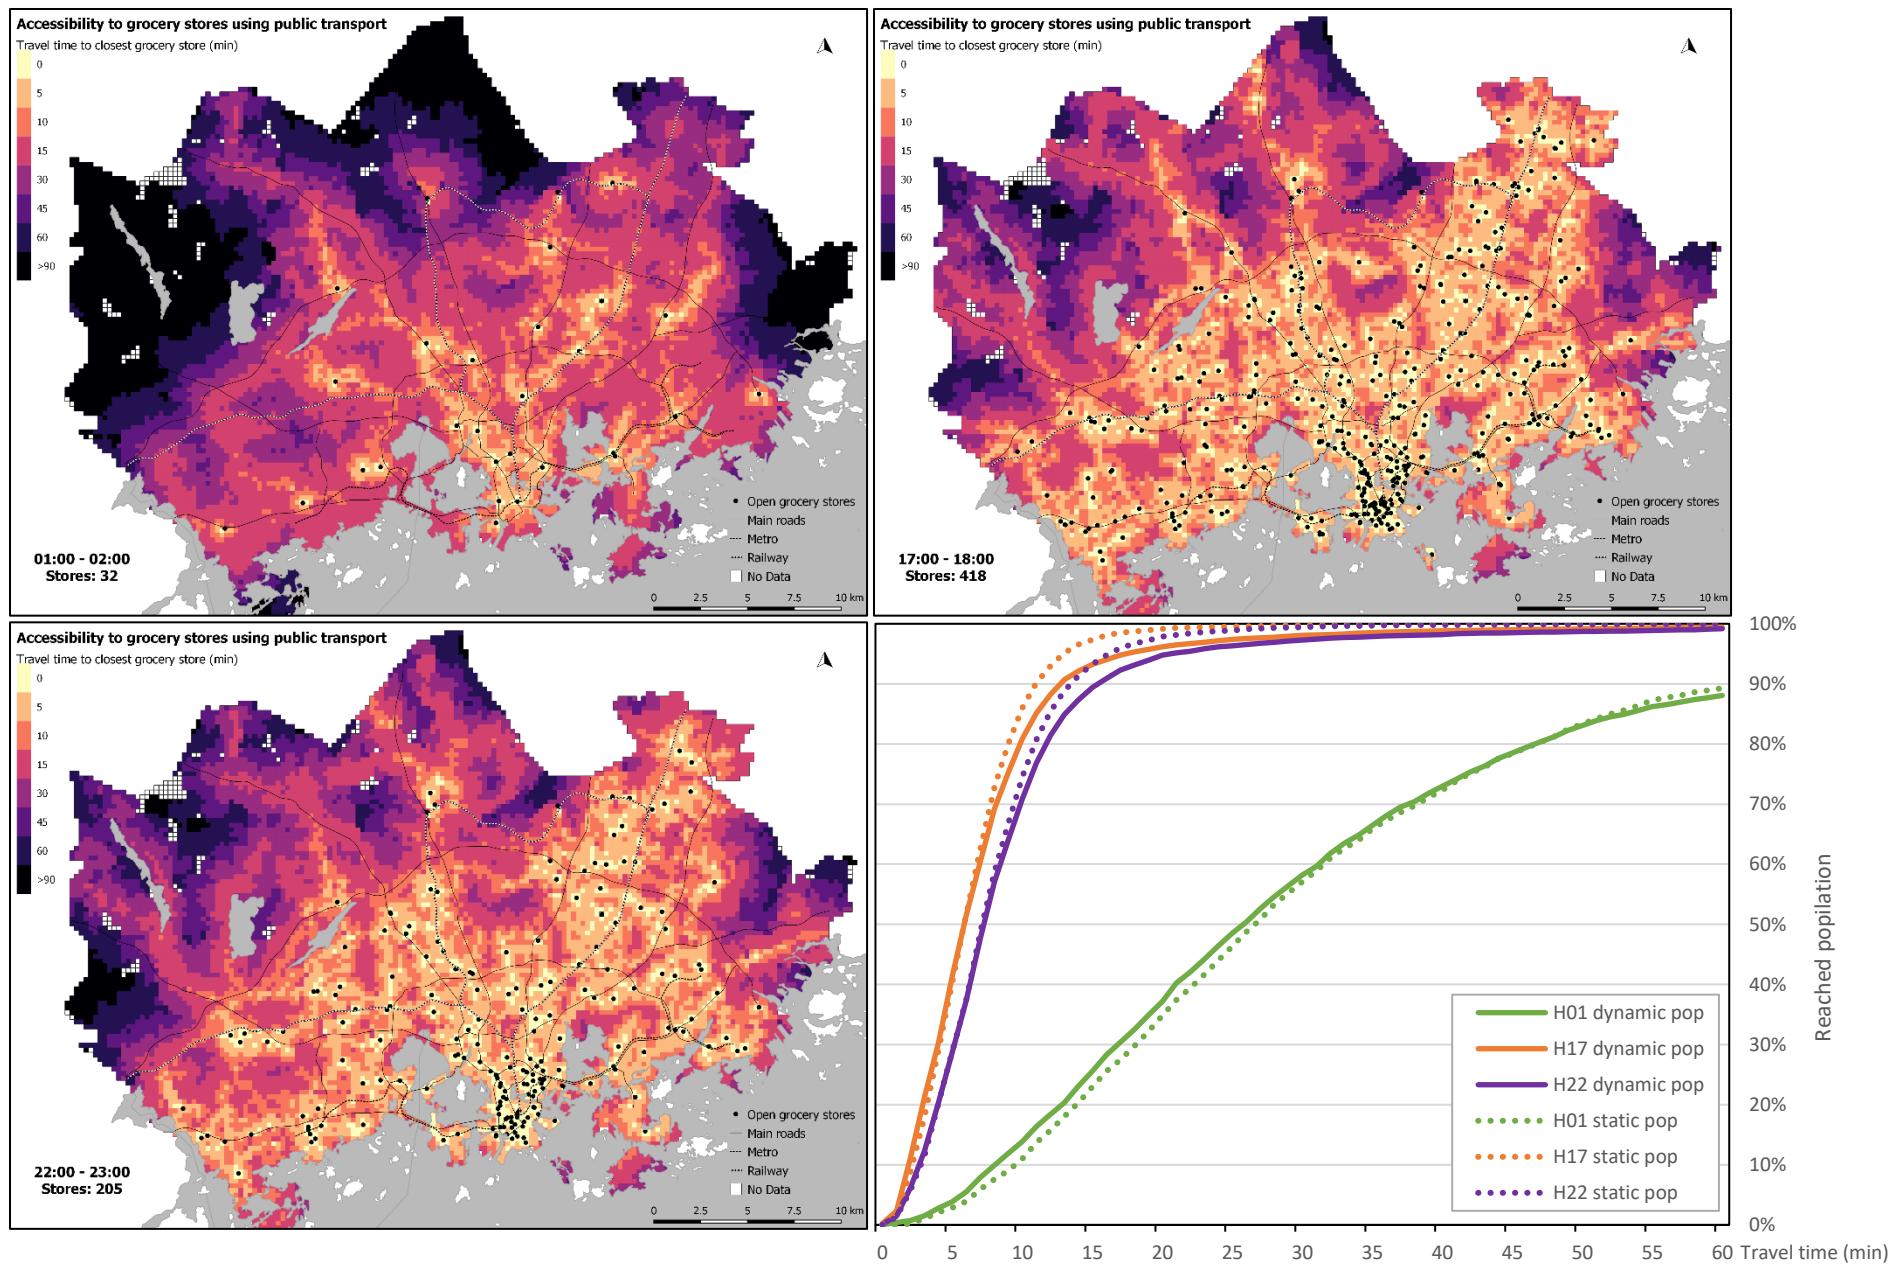 Accessibility to grocery stores using public transport
Travel time to closest grocery store (min)
0
5
10
15
30
45
60
>90
Open grocery stores
Main roads
Metro
Railway
No Data
01:00 - 02:00
Stores: 32
0 2.5 5 7.5 10 km
Accessibility to grocery stores using public transport
Travel time to closest grocery store (min)
0
5
10
15
30
45
60
>90
Open grocery stores
Main roads
Metro
Railway
No Data
17:00 - 18:00
Stores: 418
0 2.5 5 7.5 10 km
Accessibility to grocery stores using public transport
Travel time to closest grocery store (min)
0
5
10
15
30
45
60
>90
Open grocery stores
Main roads
Metro
Railway
No Data
22:00 - 23:00
Stores: 205
0 2.5 5 7.5 10 km
100%
90%
80%
70%
60%
50%
40%
30%
20%
10%
0%
Reached popilation
H01 dynamic pop
H17 dynamic pop
H22 dynamic pop
H01 static pop
H17 static pop
H22 static pop
0 5 10 15 20 25 30 35 40 45 50 55 60 Travel time (min)